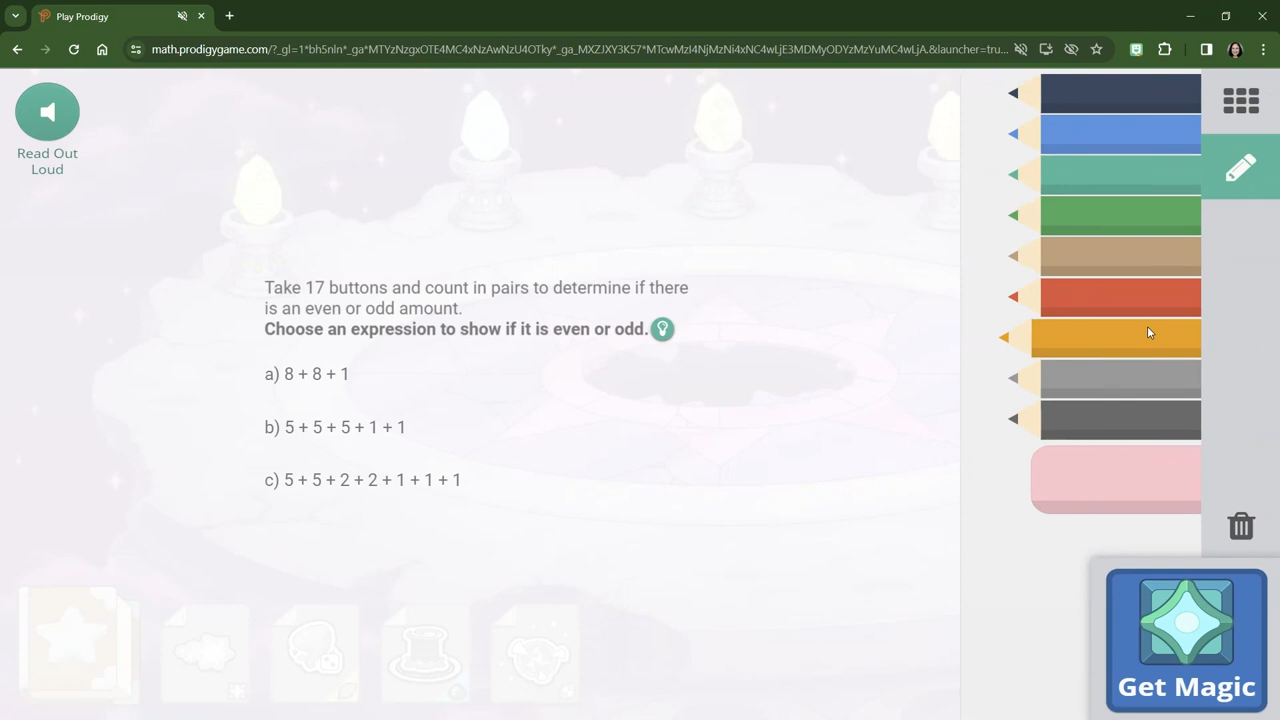 Play Prodigy
math.prodigygame.com/?_gl=1*bh5nln*_ga*MTYzNzgxOTE4MC4xNzAwNzU4OTky*_ga_MXZJXY3K57*MTcwMzI4NjMzNi4xNC4wLjE3MDMyODYzMzYuMC4wLjA.&launcher=tru...
Read Out
Loud
Take 17 buttons and count in pairs to determine if there
is an even or odd amount.
Choose an expression to show if it is even or odd.
a) 8 + 8 + 1
b) 5 + 5 + 5 + 1 + 1
c) 5 + 5 + 2 + 2 + 1 + 1 + 1
Get Magic